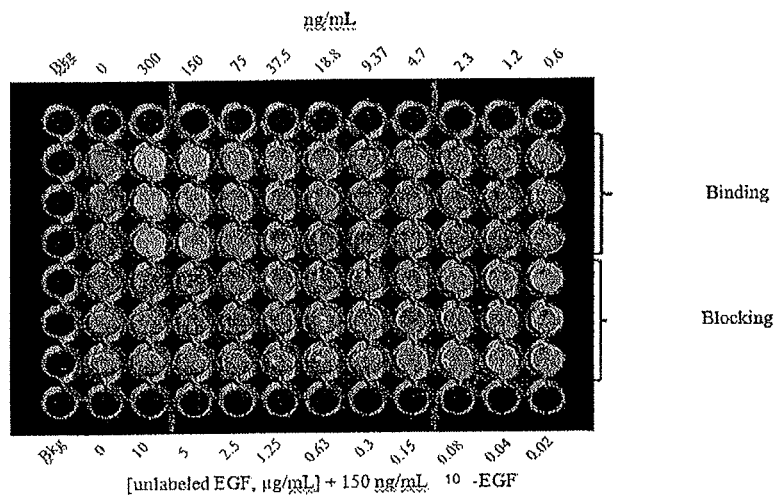 ng/mL
Bkg 0 300 150 75 37.5 18.8 9.37 4.7 2.3 1.2 0.6
Binding
Blocking
Bkg 0 10 5 2.5 1.25 0.63 0.3 0.15 0.08 0.04 0.02
[unlabeled EGF, µg/mL] + 150 ng/mL 10 -EGF